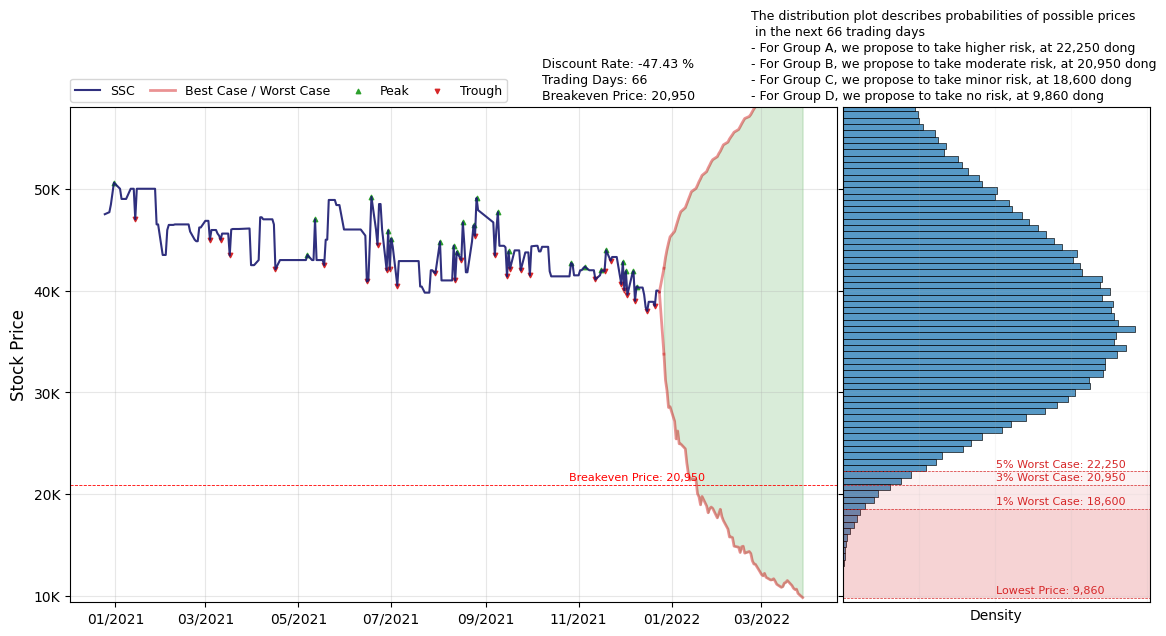 The distribution plot describes probabilities of possible prices
in the next 66 trading days
- For Group A, we propose to take higher risk, at 22,250 dong
- For Group B, we propose to take moderate risk, at 20,950 dong
- For Group C, we propose to take minor risk, at 18,600 dong
- For Group D, we propose to take no risk, at 9,860 dong
Discount Rate: -47.43 %
Trading Days: 66
Breakeven Price: 20,950
SSC
Best Case / Worst Case
Peak
Trough
Stock Price
50K
40K
30K
20K
10K
Breakeven Price: 20,950
01/2021
03/2021
05/2021
07/2021
09/2021
11/2021
01/2022
03/2022
5% Worst Case: 22,250
3% Worst Case: 20,950
1% Worst Case: 18,600
Lowest Price: 9,860
Density